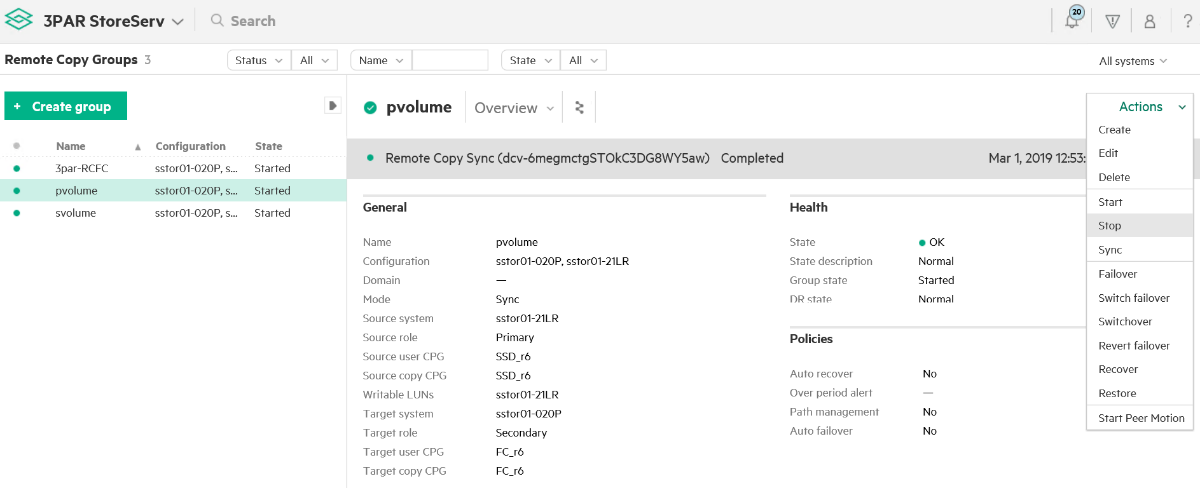 3PAR StoreServ
Search
20
?
Remote Copy Groups 3
Status
All
Name
State
All
All systems
+ Create group
pvolume
Overview
Actions
Name Configuration State
3par-RCFC sstor01-020P, s... Started
pvolume sstor01-020P, s... Started
svolume sstor01-020P, s... Started
Remote Copy Sync (dcv-6megmctgSTOkC3DG8WY5aw) Completed Mar 1, 2019 12:53:
General
Name pvolume
Configuration sstor01-020P, sstor01-21LR
Domain —
Mode Sync
Source system sstor01-21LR
Source role Primary
Source user CPG SSD_r6
Source copy CPG SSD_r6
Writable LUNs sstor01-21LR
Target system sstor01-020P
Target role Secondary
Target user CPG FC_r6
Target copy CPG FC_r6
Health
State OK
State description Normal
Group state Started
DR state Normal
Policies
Auto recover No
Over period alert —
Path management No
Auto failover No
Create
Edit
Delete
Start
Stop
Sync
Failover
Switch failover
Switchover
Revert failover
Recover
Restore
Start Peer Motion